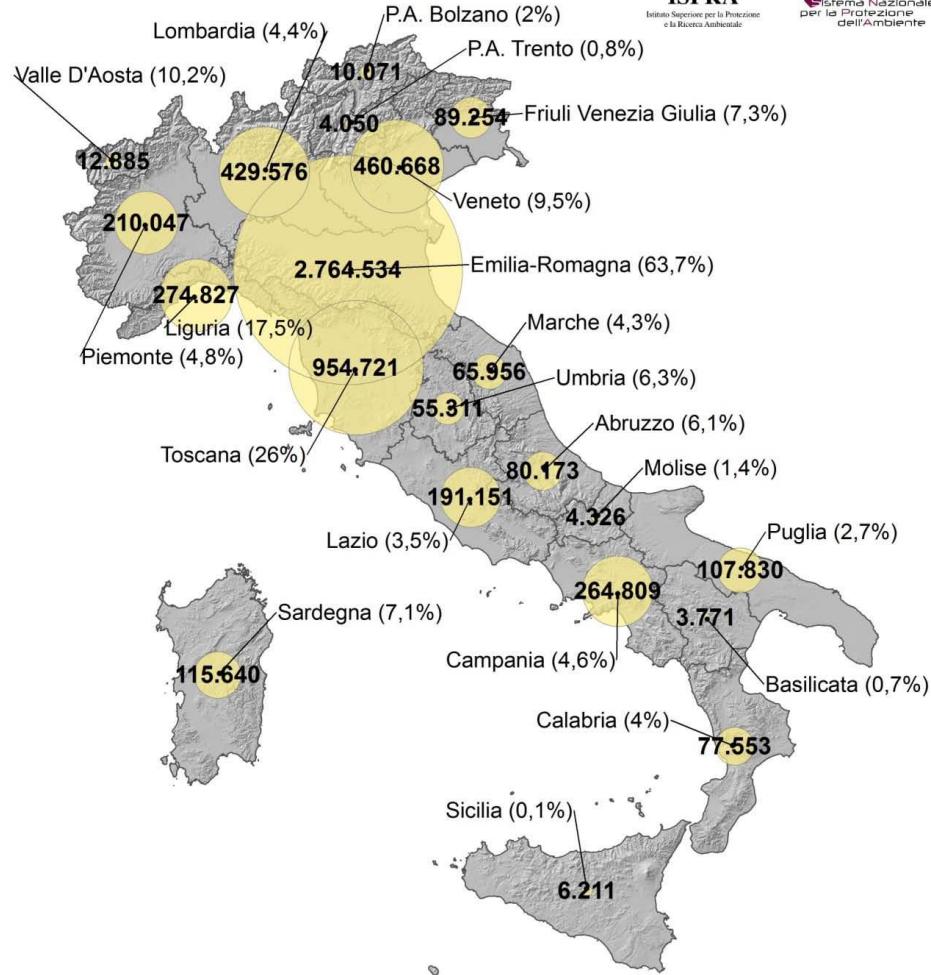 ISPRA
Istituto Superiore per la Protezione
e la Ricerca Ambientale
Sistema Nazionale
per la Protezione
dell'Ambiente
P.A. Bolzano (2%)
Lombardia
(4,4%)
P.A. Trento (0,8%)
Valle D'Aosta (10,2%)
10.071
4.050
89.254
Friuli Venezia Giulia (7,3%)
12.885
429.576
460.668
Veneto (9,5%)
210.047
2.764.534
Emilia-Romagna (63,7%)
274.827
Liguria (17,5%)
Marche (4,3%)
Piemonte (4,8%)
954.721
65.956
Umbria (6,3%)
55.311
Abruzzo (6,1%)
Toscana (26%)
80.173
Molise (1,4%)
191.151
4.326
Lazio (3,5%)
Puglia (2,7%)
107.830
264.809
Sardegna (7,1%)
3.771
Campania (4,6%)
115.640
Basilicata (0,7%)
Calabria (4%)
77.553
Sicilia (0,1%)
6.211